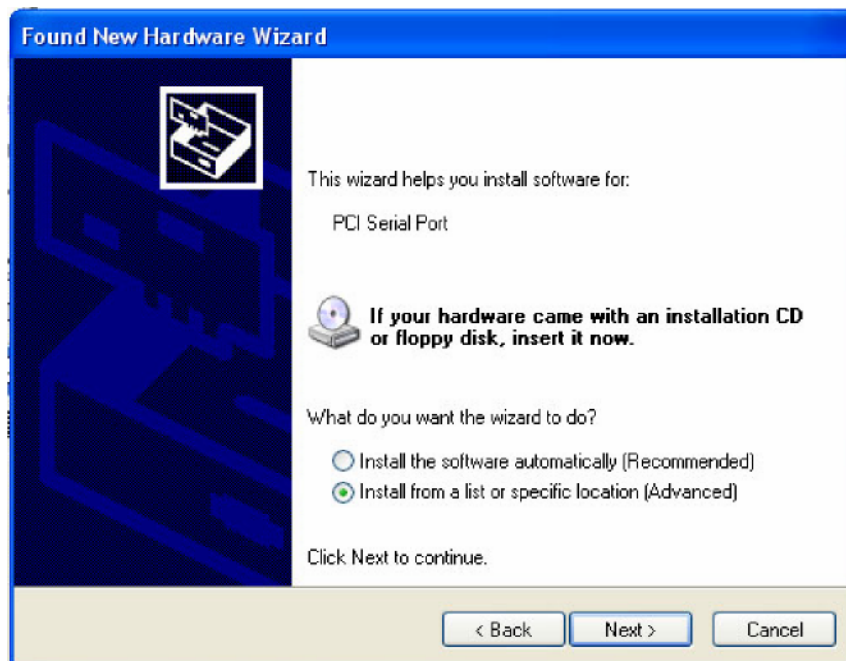 Found New Hardware Wizard
This wizard helps you install software for:
PCI Serial Port
If your hardware came with an installation CD
or floppy disk, insert it now.
What do you want the wizard to do?
Install the software automatically (Recommended)
Install from a list or specific location (Advanced)
Click Next to continue.
< Back Next > Cancel